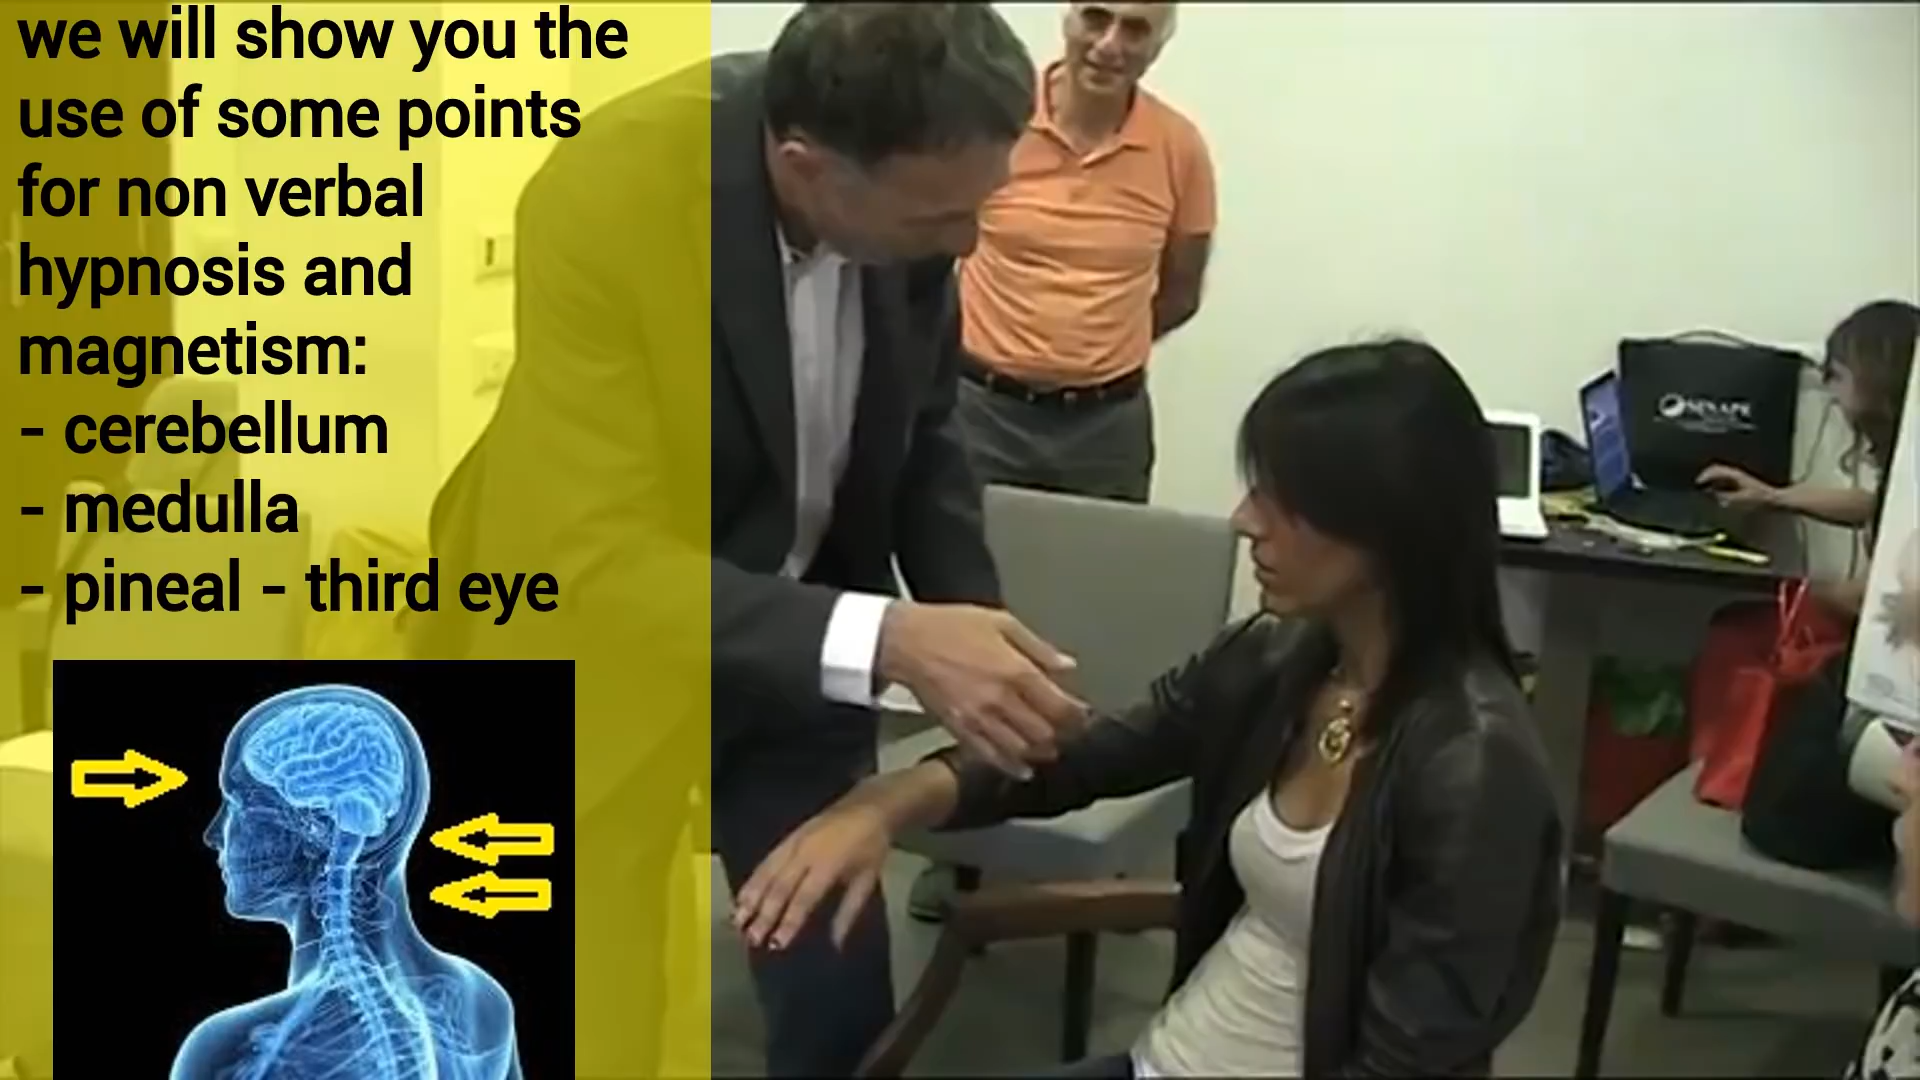 we will show you the
use of some points
for non verbal
hypnosis and
magnetism:
- cerebellum
- medulla
- pineal - third eye